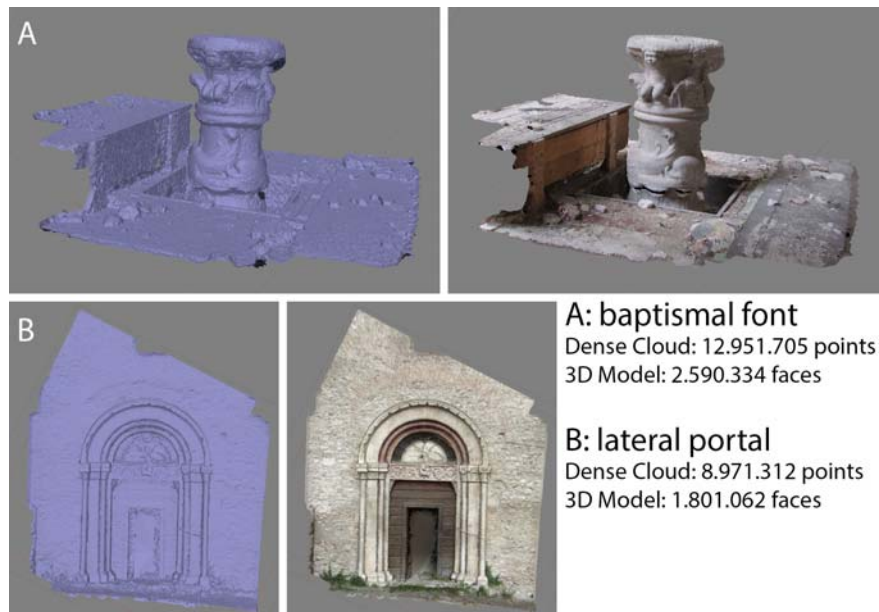 A
B
A: baptismal font
Dense Cloud: 12.951.705 points
3D Model: 2.590.334 faces
B: lateral portal
Dense Cloud: 8.971.312 points
3D Model: 1.801.062 faces